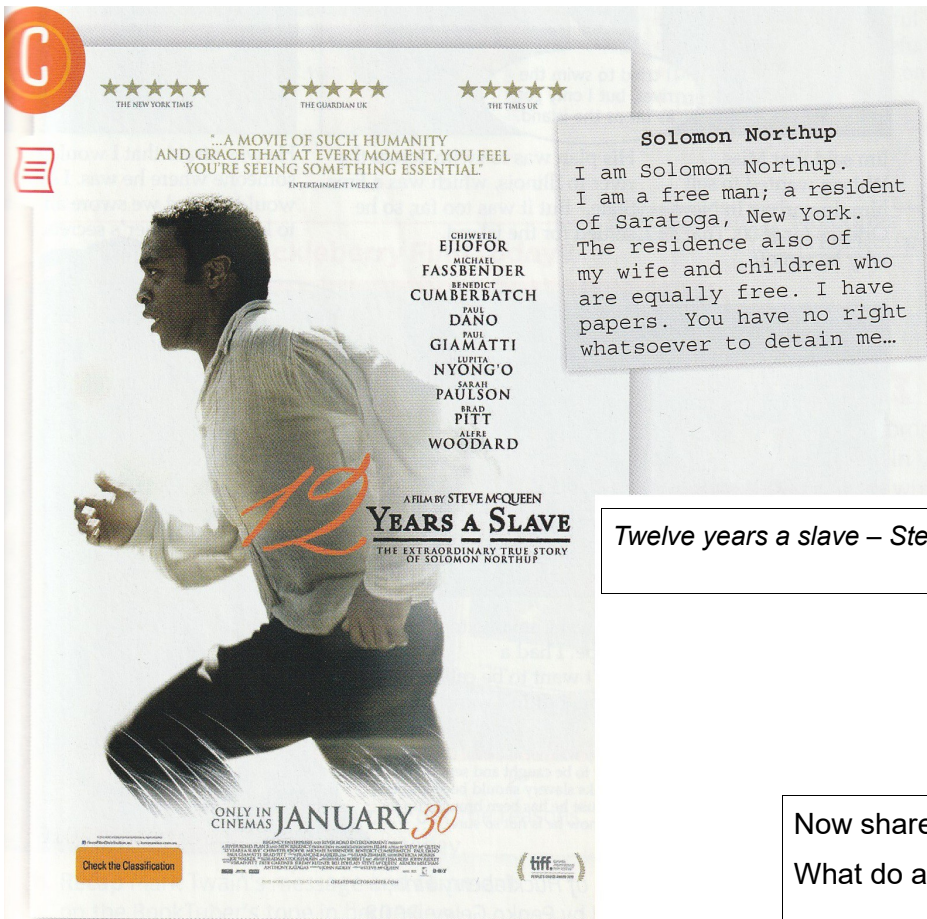 C
THE NEW YORK TIMES
THE GUARDIAN UK
THE TIMES UK
"...A MOVIE OF SUCH HUMANITY
AND GRACE THAT AT EVERY MOMENT, YOU FEEL
YOU'RE SEEING SOMETHING ESSENTIAL."
ENTERTAINMENT WEEKLY
CHIWETEL
EJIOFOR
MICHAEL
FASSBENDER
BENEDICT
CUMBERBATCH
PAUL
DANO
PAUL
GIAMATTI
LUPITA
NYONG'O
SARAH
PAULSON
BRAD
PITT
ALFRE
WOODARD
A FILM BY STEVE McQUEEN
12 YEARS A SLAVE
THE EXTRAORDINARY TRUE STORY
OF SOLOMON NORTHUP
ONLY IN
CINEMAS JANUARY 30
Check the Classification
tiff.
Solomon Northup
I am Solomon Northup.
I am a free man; a resident
of Saratoga, New York.
The residence also of
my wife and children who
are equally free. I have
papers. You have no right
whatsoever to detain me…
Twelve years a slave – Ste
Now share
What do a